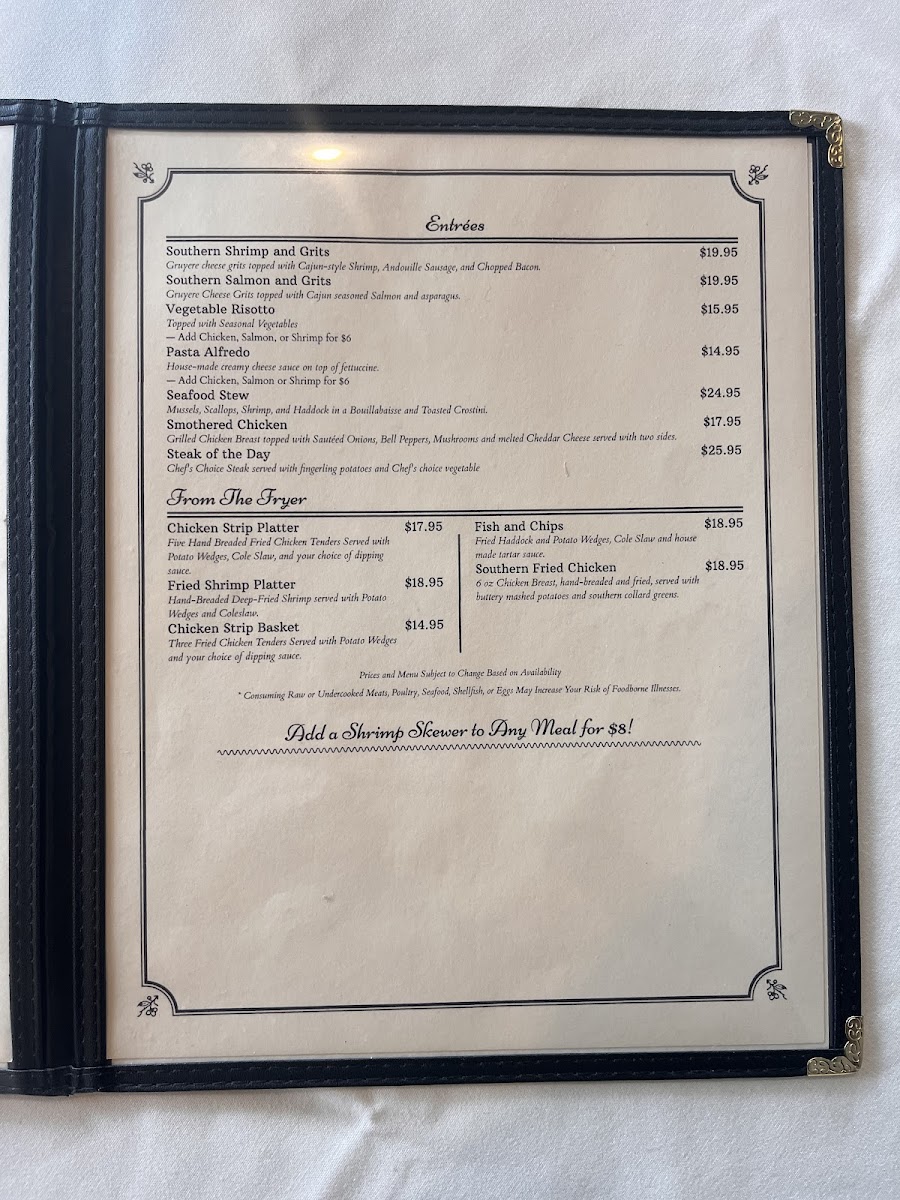 Entrées
Southern Shrimp and Grits $19.95
Gruyere cheese grits topped with Cajun-style Shrimp, Andouille Sausage, and Chopped Bacon.
Southern Salmon and Grits $19.95
Gruyere Cheese Grits topped with Cajun seasoned Salmon and asparagus.
Vegetable Risotto $15.95
Topped with Seasonal Vegetables
— Add Chicken, Salmon, or Shrimp for $6
Pasta Alfredo $14.95
House-made creamy cheese sauce on top of fettuccine.
— Add Chicken, Salmon or Shrimp for $6
Seafood Stew $24.95
Mussels, Scallops, Shrimp, and Haddock in a Bouillabaisse and Toasted Crostini.
Smothered Chicken $17.95
Grilled Chicken Breast topped with Sautéed Onions, Bell Peppers, Mushrooms and melted Cheddar Cheese served with two sides.
Steak of the Day $25.95
Chef's Choice Steak served with fingerling potatoes and Chef's choice vegetable
From The Fryer
Chicken Strip Platter $17.95
Five Hand Breaded Fried Chicken Tenders Served with
Potato Wedges, Cole Slaw, and your choice of dipping
sauce.
Fried Shrimp Platter $18.95
Hand-Breaded Deep-Fried Shrimp served with Potato
Wedges and Coleslaw.
Chicken Strip Basket $14.95
Three Fried Chicken Tenders Served with Potato Wedges
and your choice of dipping sauce.
Fish and Chips $18.95
Fried Haddock and Potato Wedges, Cole Slaw and house
made tartar sauce.
Southern Fried Chicken $18.95
6 oz Chicken Breast, hand-breaded and fried, served with
buttery mashed potatoes and southern collard greens.
Prices and Menu Subject to Change Based on Availability
* Consuming Raw or Undercooked Meats, Poultry, Seafood, Shellfish, or Eggs May Increase Your Risk of Foodborne Illnesses.
Add a Shrimp Skewer to Any Meal for $8!